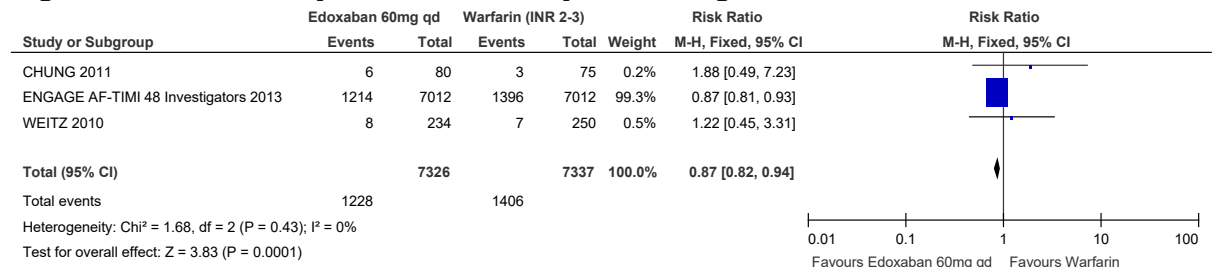 Edoxaban 60mg qd Warfarin (INR 2-3) Risk Ratio Risk Ratio
Study or Subgroup Events Total Events Total Weight M-H, Fixed, 95% CI M-H, Fixed, 95% CI
CHUNG 2011 6 80 3 75 0.2% 1.88 [0.49, 7.23]
ENGAGE AF-TIMI 48 Investigators 2013 1214 7012 1396 7012 99.3% 0.87 [0.81, 0.93]
WEITZ 2010 8 234 7 250 0.5% 1.22 [0.45, 3.31]
Total (95% CI) 7326 7337 100.0% 0.87 [0.82, 0.94]
Total events 1228 1406
Heterogeneity: Chi² = 1.68, df = 2 (P = 0.43); I² = 0%
Test for overall effect: Z = 3.83 (P = 0.0001)
0.01 0.1 1 10 100
Favours Edoxaban 60mg qd Favours Warfarin